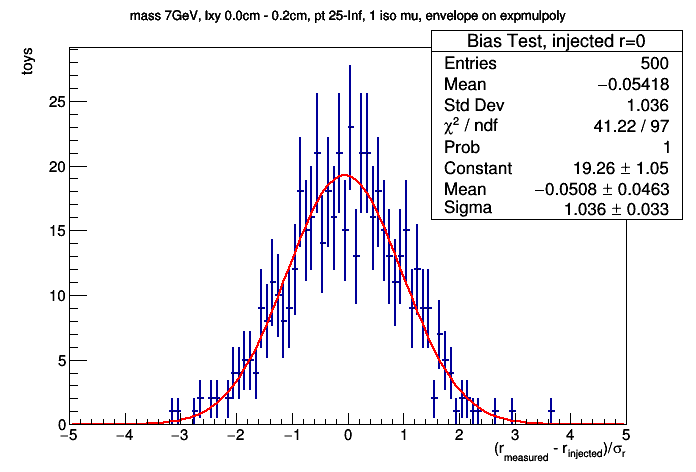 mass 7GeV, lxy 0.0cm - 0.2cm, pt 25-Inf, 1 iso mu, envelope on expmulpoly
toys
Bias Test, injected r=0
Entries 500
Mean −0.05418
Std Dev 1.036
χ² / ndf 41.22 / 97
Prob 1
Constant 19.26 ± 1.05
Mean −0.0508 ± 0.0463
Sigma 1.036 ± 0.033
25
20
15
10
5
0
−5 −4 −3 −2 −1 0 1 2 3 4 5
(r_measured - r_injected)/σ_r